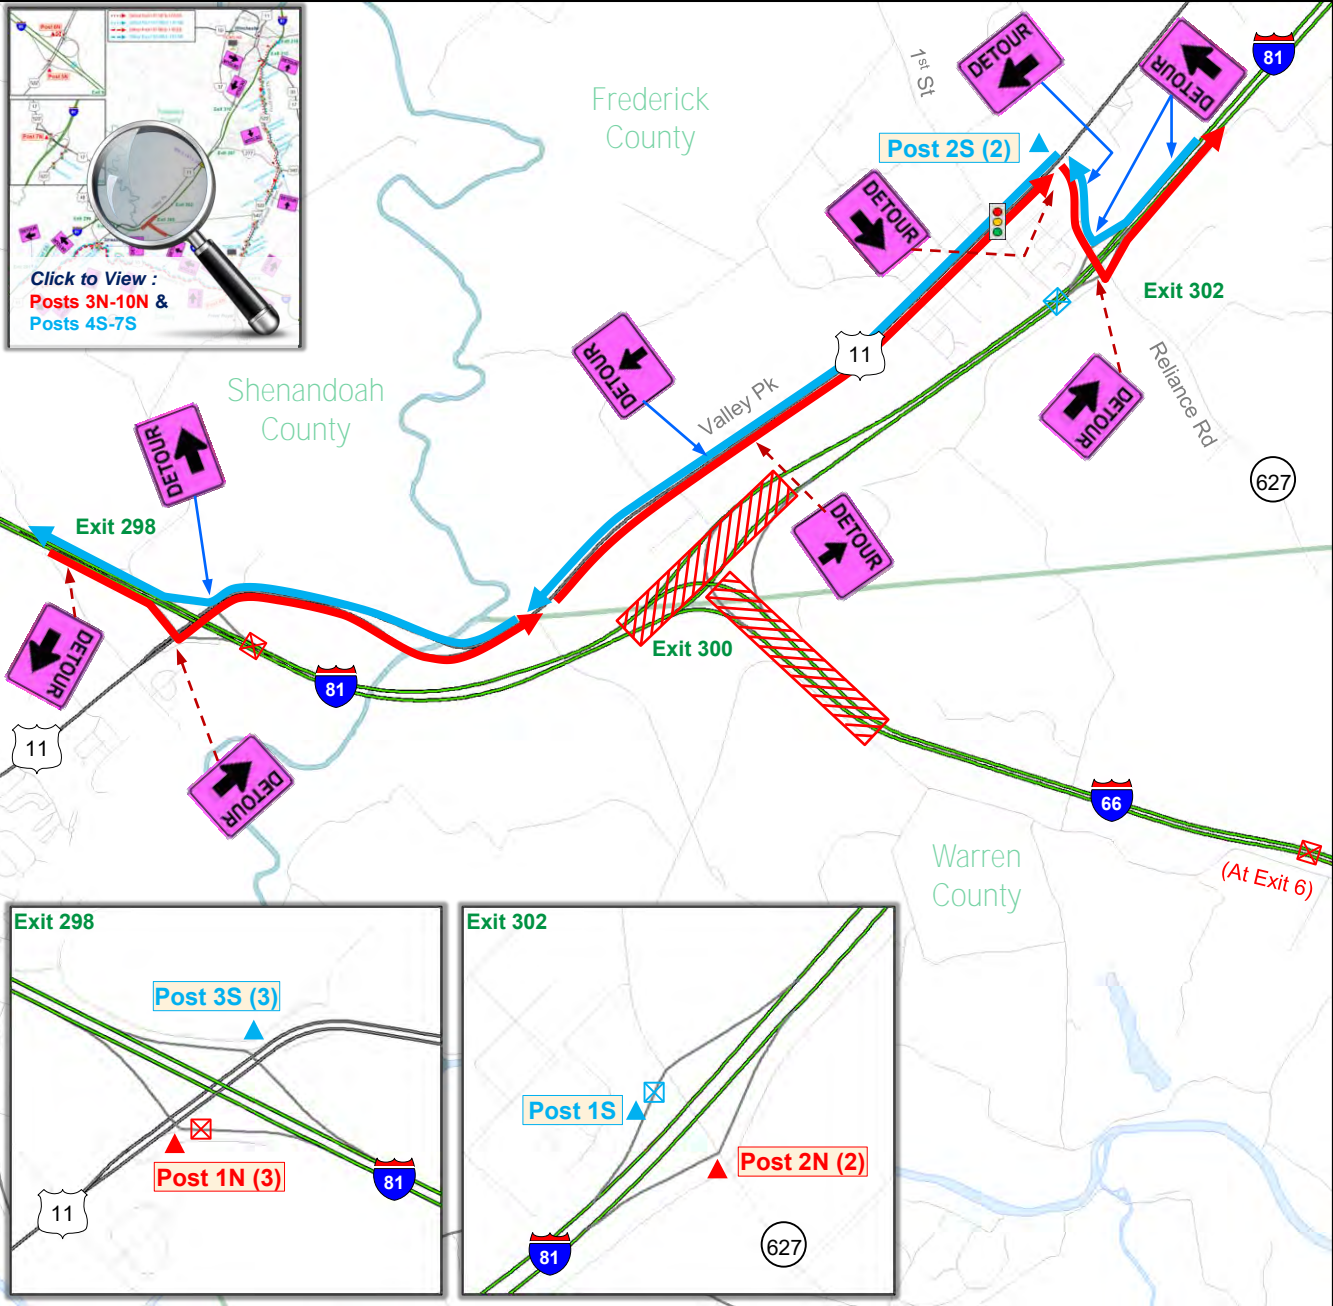 Click to View :
Posts 3N-10N &
Posts 4S-7S
Frederick
County
1st St
DETOUR
DETOUR
81
Post 2S (2)
DETOUR
Exit 302
11
Reliance Rd
DETOUR
Valley Pk
DETOUR
Shenandoah
County
DETOUR
627
Exit 298
DETOUR
Exit 300
DETOUR
81
11
DETOUR
66
(At Exit 6)
Warren
County
Exit 298
Post 3S (3)
Post 1N (3)
81
11
Exit 302
Post 1S
Post 2N (2)
81
627